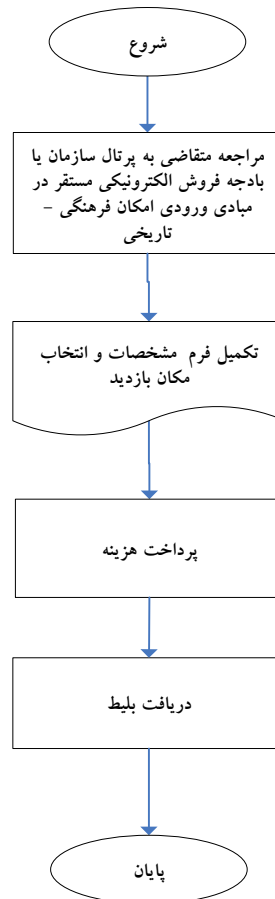 شروع
مراجعه متقاضی به پرتال سازمان یا
بادجه فروش الکترونیکی مستقر در
مبادی ورودی امکان فرهنگی –
تاریخی
تکمیل فرم مشخصات و انتخاب
مکان بازدید
پرداخت هزینه
دریافت بلیط
پایان